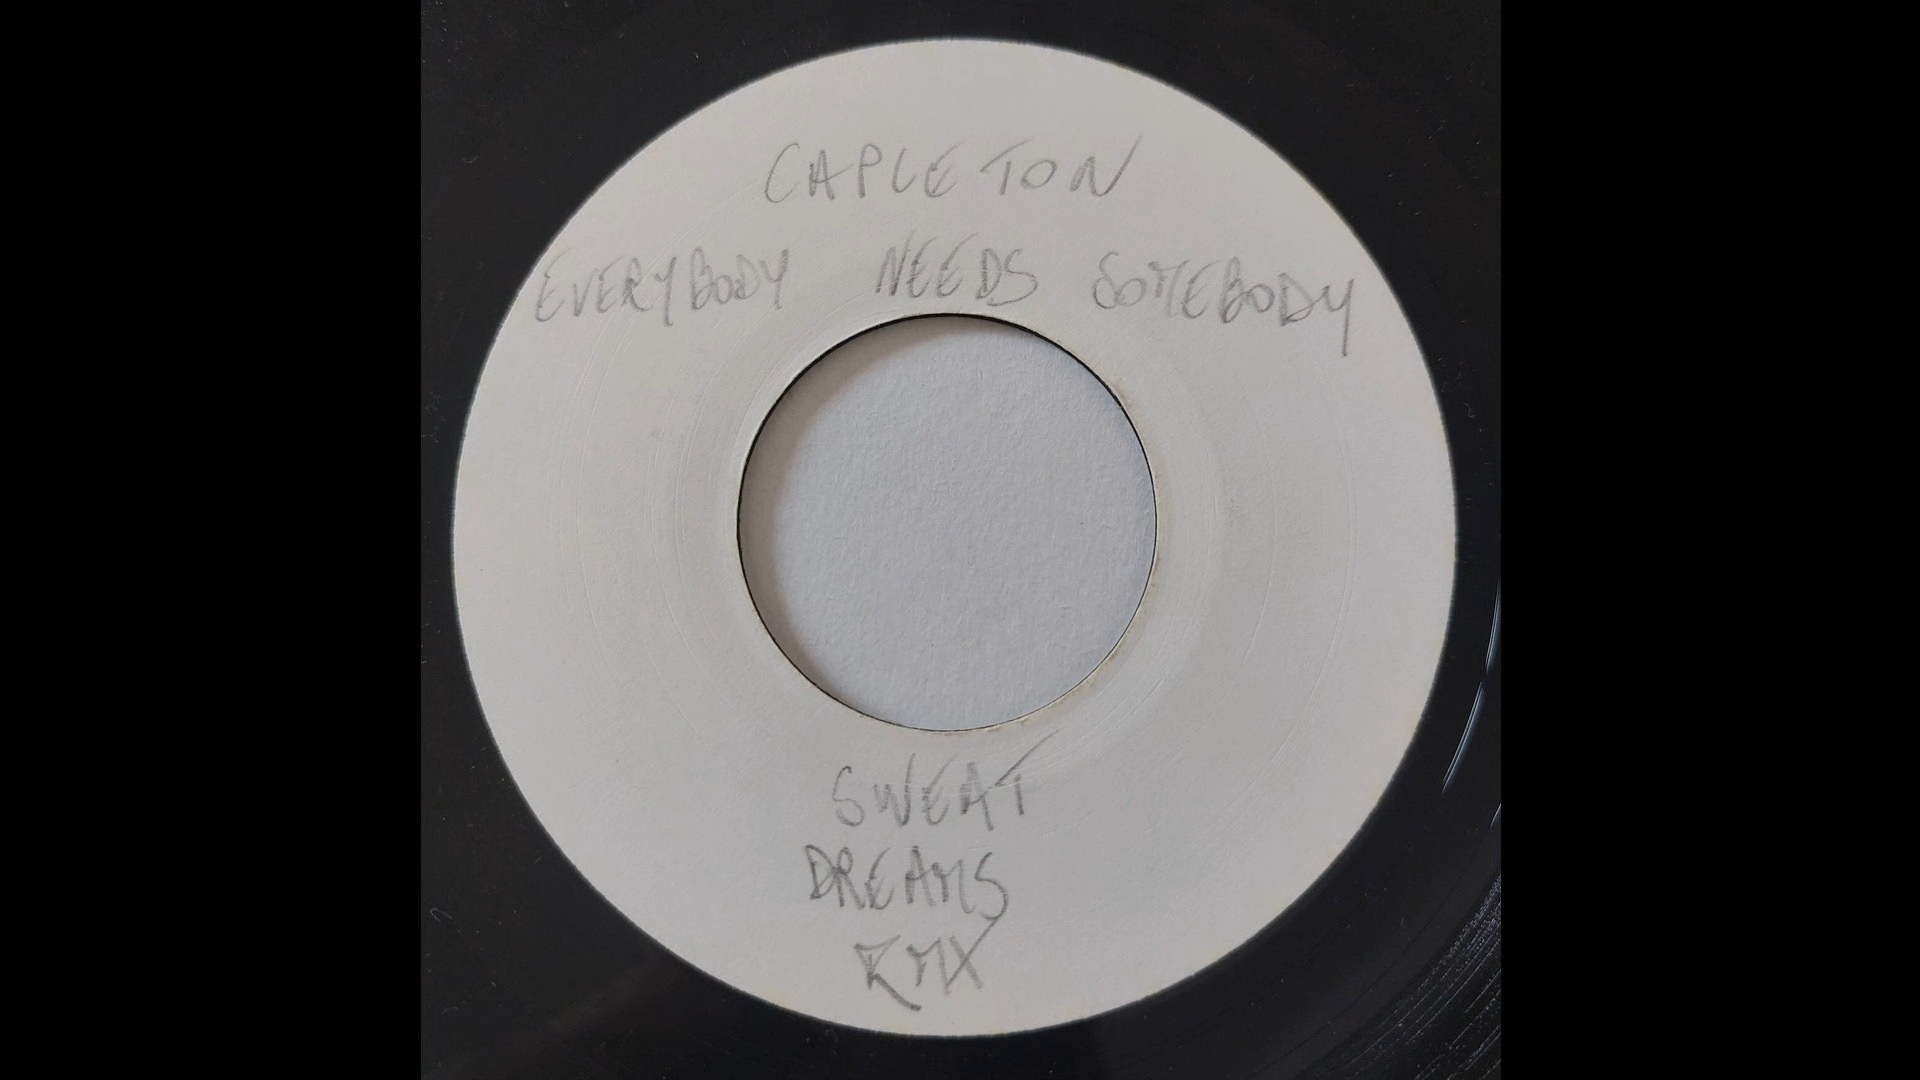 CAPLETON
EVERYBODY NEEDS SOMEBODY
SWEAT
DREAMS
RMX